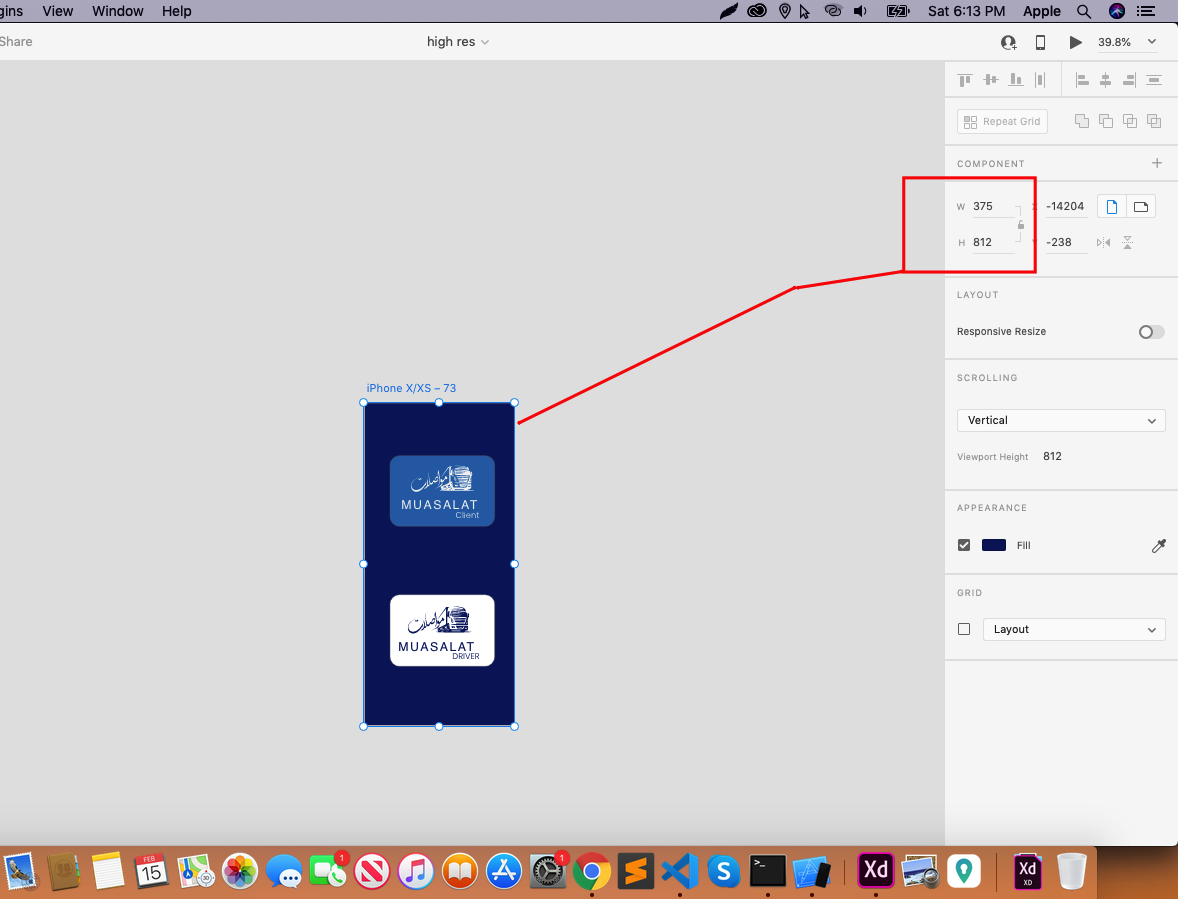 gins View Window Help Sat 6:13 PM Apple
Share high res 39.8%
Repeat Grid
COMPONENT
W 375 X -14204
H 812 -238
LAYOUT
Responsive Resize
iPhone X/XS – 73
SCROLLING
Vertical
Viewport Height 812
مواصلات
MUASALAT
Client
APPEARANCE
Fill
GRID
Layout
مواصلات
MUASALAT
DRIVER
1
FEB
15
30
1
>_
Xd
Xd
XD